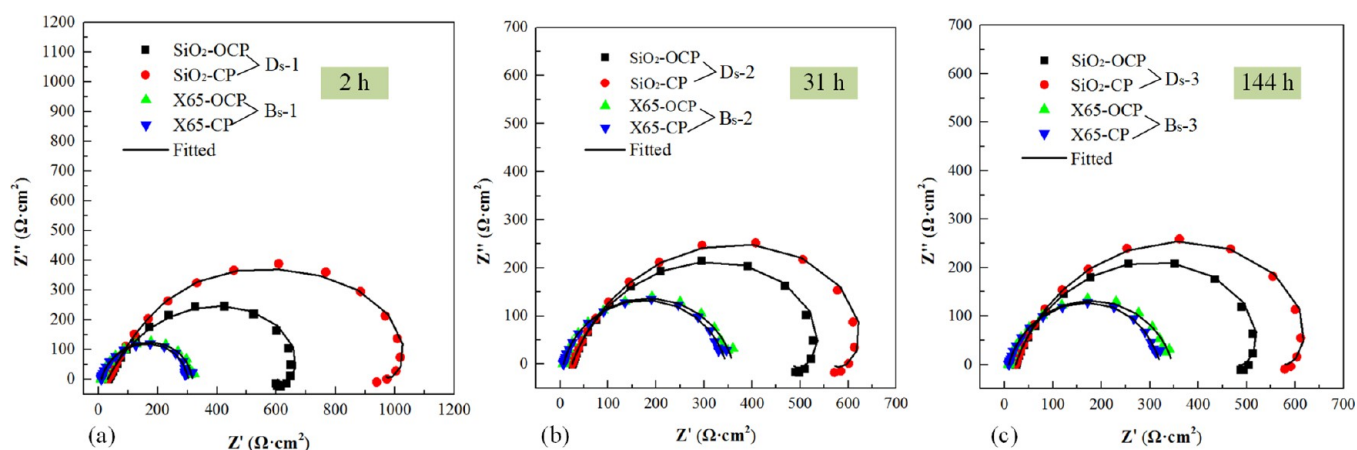 1200
1100
1000
900
800
700
600
500
400
300
200
100
0
Z'' (Ω·cm²)
SiO₂-OCP
SiO₂-CP
Ds-1
X65-OCP
X65-CP
Bs-1
Fitted
2 h
0 200 400 600 800 1000 1200
(a)
Z' (Ω·cm²)
700
600
500
400
300
200
100
0
Z'' (Ω·cm²)
SiO₂-OCP
SiO₂-CP
Ds-2
X65-OCP
X65-CP
Bs-2
Fitted
31 h
0 100 200 300 400 500 600 700
(b)
Z' (Ω·cm²)
700
600
500
400
300
200
100
0
Z'' (Ω·cm²)
SiO₂-OCP
SiO₂-CP
Ds-3
X65-OCP
X65-CP
Bs-3
Fitted
144 h
0 100 200 300 400 500 600 700
(c)
Z' (Ω·cm²)